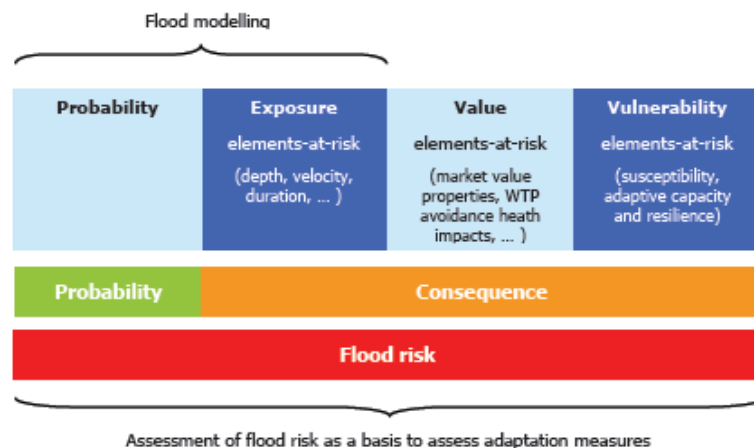 Flood modelling
Probability
Exposure
elements-at-risk
(depth, velocity,
duration, ... )
Value
elements-at-risk
(market value
properties, WTP
avoidance heath
impacts, ... )
Vulnerability
elements-at-risk
(susceptibility,
adaptive capacity
and resilience)
Probability
Consequence
Flood risk
Assessment of flood risk as a basis to assess adaptation measures